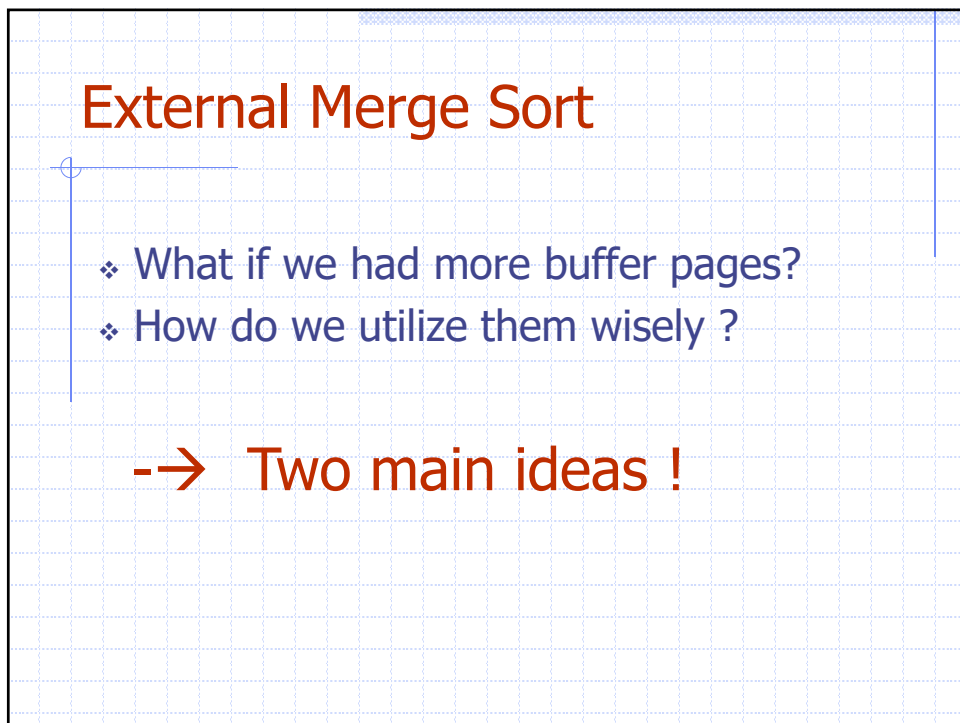 External Merge Sort
❖ What if we had more buffer pages?
❖ How do we utilize them wisely ?
-→ Two main ideas !